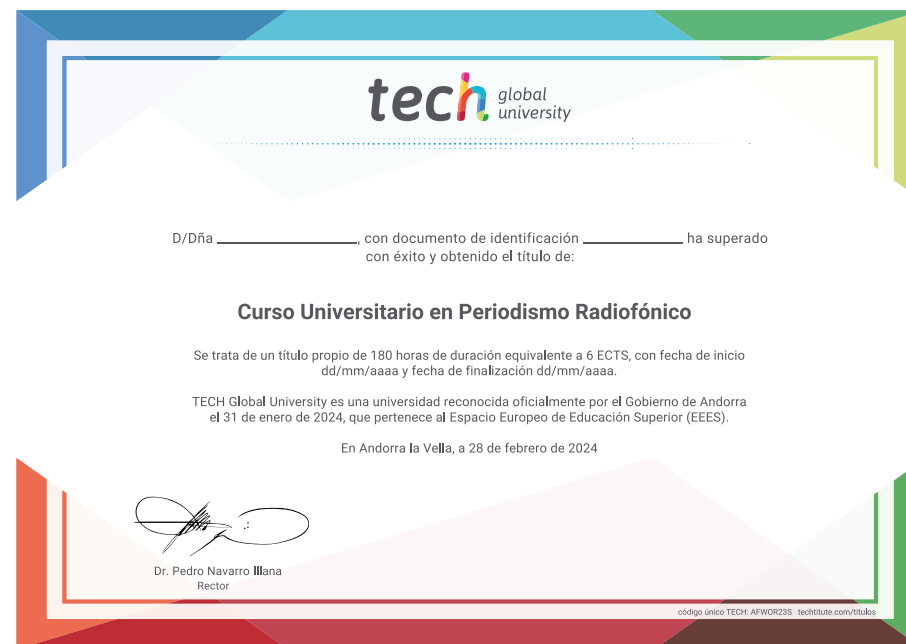 tech global university
D/Dña ____________________, con documento de identificación ______________ ha superado
con éxito y obtenido el título de:
Curso Universitario en Periodismo Radiofónico
Se trata de un título propio de 180 horas de duración equivalente a 6 ECTS, con fecha de inicio
dd/mm/aaaa y fecha de finalización dd/mm/aaaa.
TECH Global University es una universidad reconocida oficialmente por el Gobierno de Andorra
el 31 de enero de 2024, que pertenece al Espacio Europeo de Educación Superior (EEES).
En Andorra la Vella, a 28 de febrero de 2024
Dr. Pedro Navarro Illana
Rector
código único TECH: AFWOR23S techtitute.com/titulos